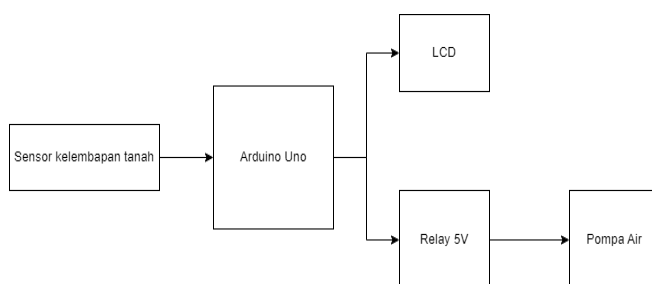 LCD
Sensor kelembapan tanah
Arduino Uno
Relay 5V
Pompa Air